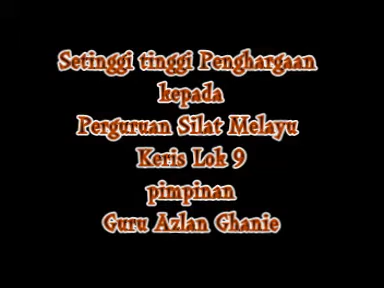 Setinggi tinggi Penghargaan
kepada
Perguruan Silat Melayu
Keris Lok 9
pimpinan
Guru Azlan Ghanie